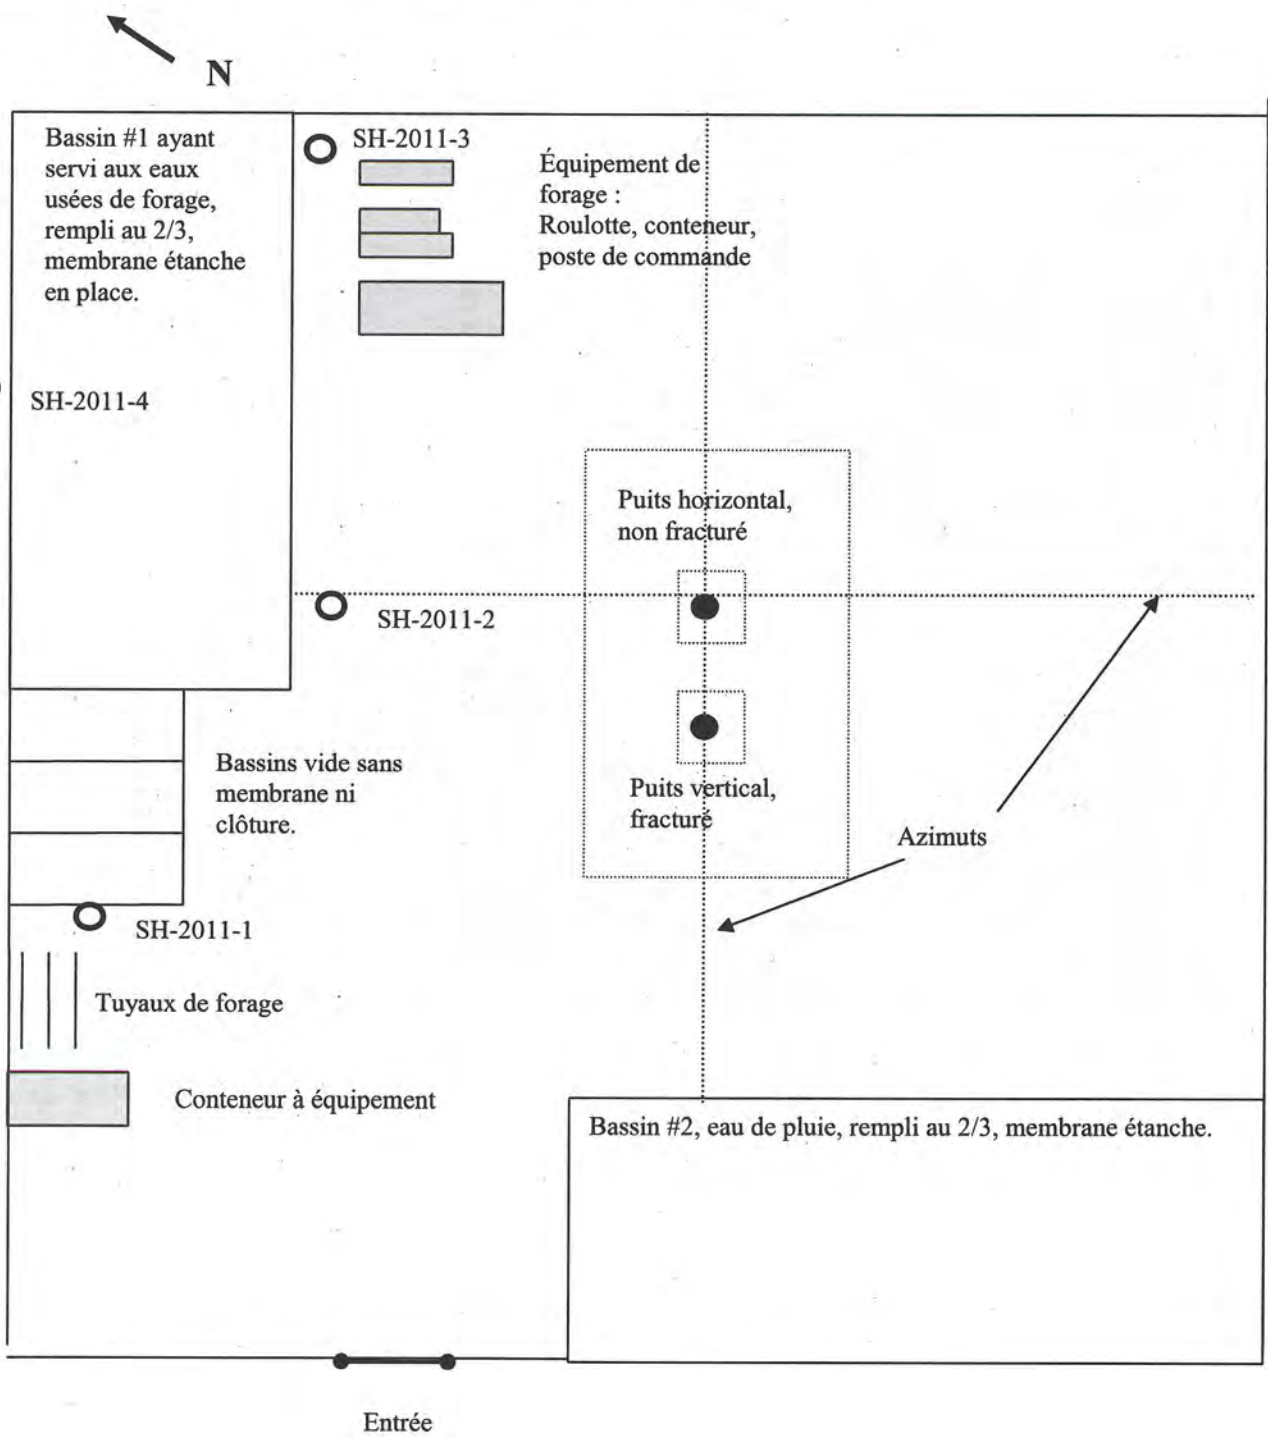 N
Bassin #1 ayant
servi aux eaux
usées de forage,
rempli au 2/3,
membrane étanche
en place.
SH-2011-3
Équipement de
forage :
Roulotte, conteneur,
poste de commande
SH-2011-4
Puits horizontal,
non fracturé
SH-2011-2
Bassins vide sans
membrane ni
clôture.
Puits vertical,
fracturé
Azimuts
SH-2011-1
Tuyaux de forage
Conteneur à équipement
Bassin #2, eau de pluie, rempli au 2/3, membrane étanche.
Entrée